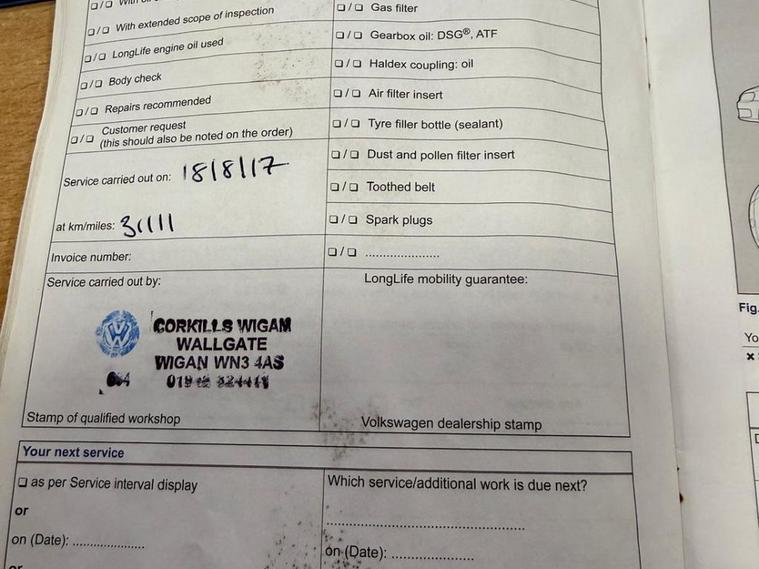 ☐/☐ With extended scope of inspection
☐/☐ LongLife engine oil used
☐/☐ Body check
☐/☐ Repairs recommended
☐/☐ Customer request
(this should also be noted on the order)
Service carried out on: 18/8/17
at km/miles: 31111
Invoice number:
Service carried out by:
VW
CORKILLS WIGAM
WALLGATE
WIGAN WN3 4AS
Stamp of qualified workshop
☐/☐ Gas filter
☐/☐ Gearbox oil: DSG®, ATF
☐/☐ Haldex coupling: oil
☐/☐ Air filter insert
☐/☐ Tyre filler bottle (sealant)
☐/☐ Dust and pollen filter insert
☐/☐ Toothed belt
☐/☐ Spark plugs
☐/☐ .....................
LongLife mobility guarantee:
Volkswagen dealership stamp
Your next service
☐ as per Service interval display
or
on (Date): .....................
or
Which service/additional work is due next?
..........................................................
on (Date): ........................
Fig.
Yo